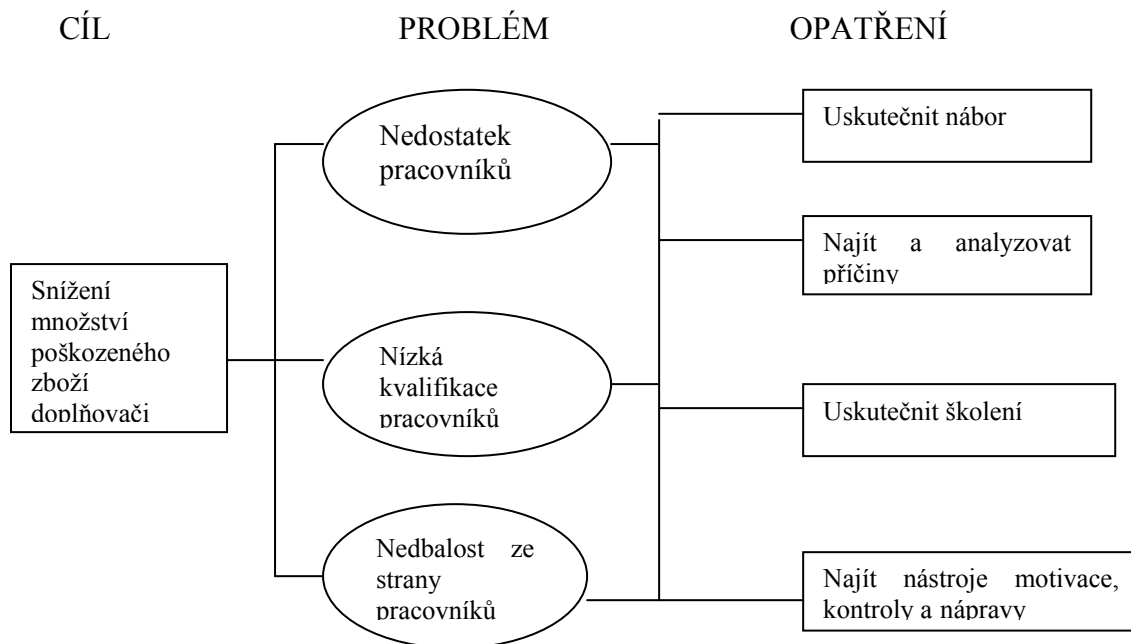 CÍL
PROBLÉM
OPATŘENÍ
Snížení
množství
poškozeného
zboží
doplňovači
Nedostatek
pracovníků
Nízká
kvalifikace
pracovníků
Nedbalost ze
strany
pracovníků
Uskutečnit nábor
Najít a analyzovat
příčiny
Uskutečnit školení
Najít nástroje motivace,
kontroly a nápravy